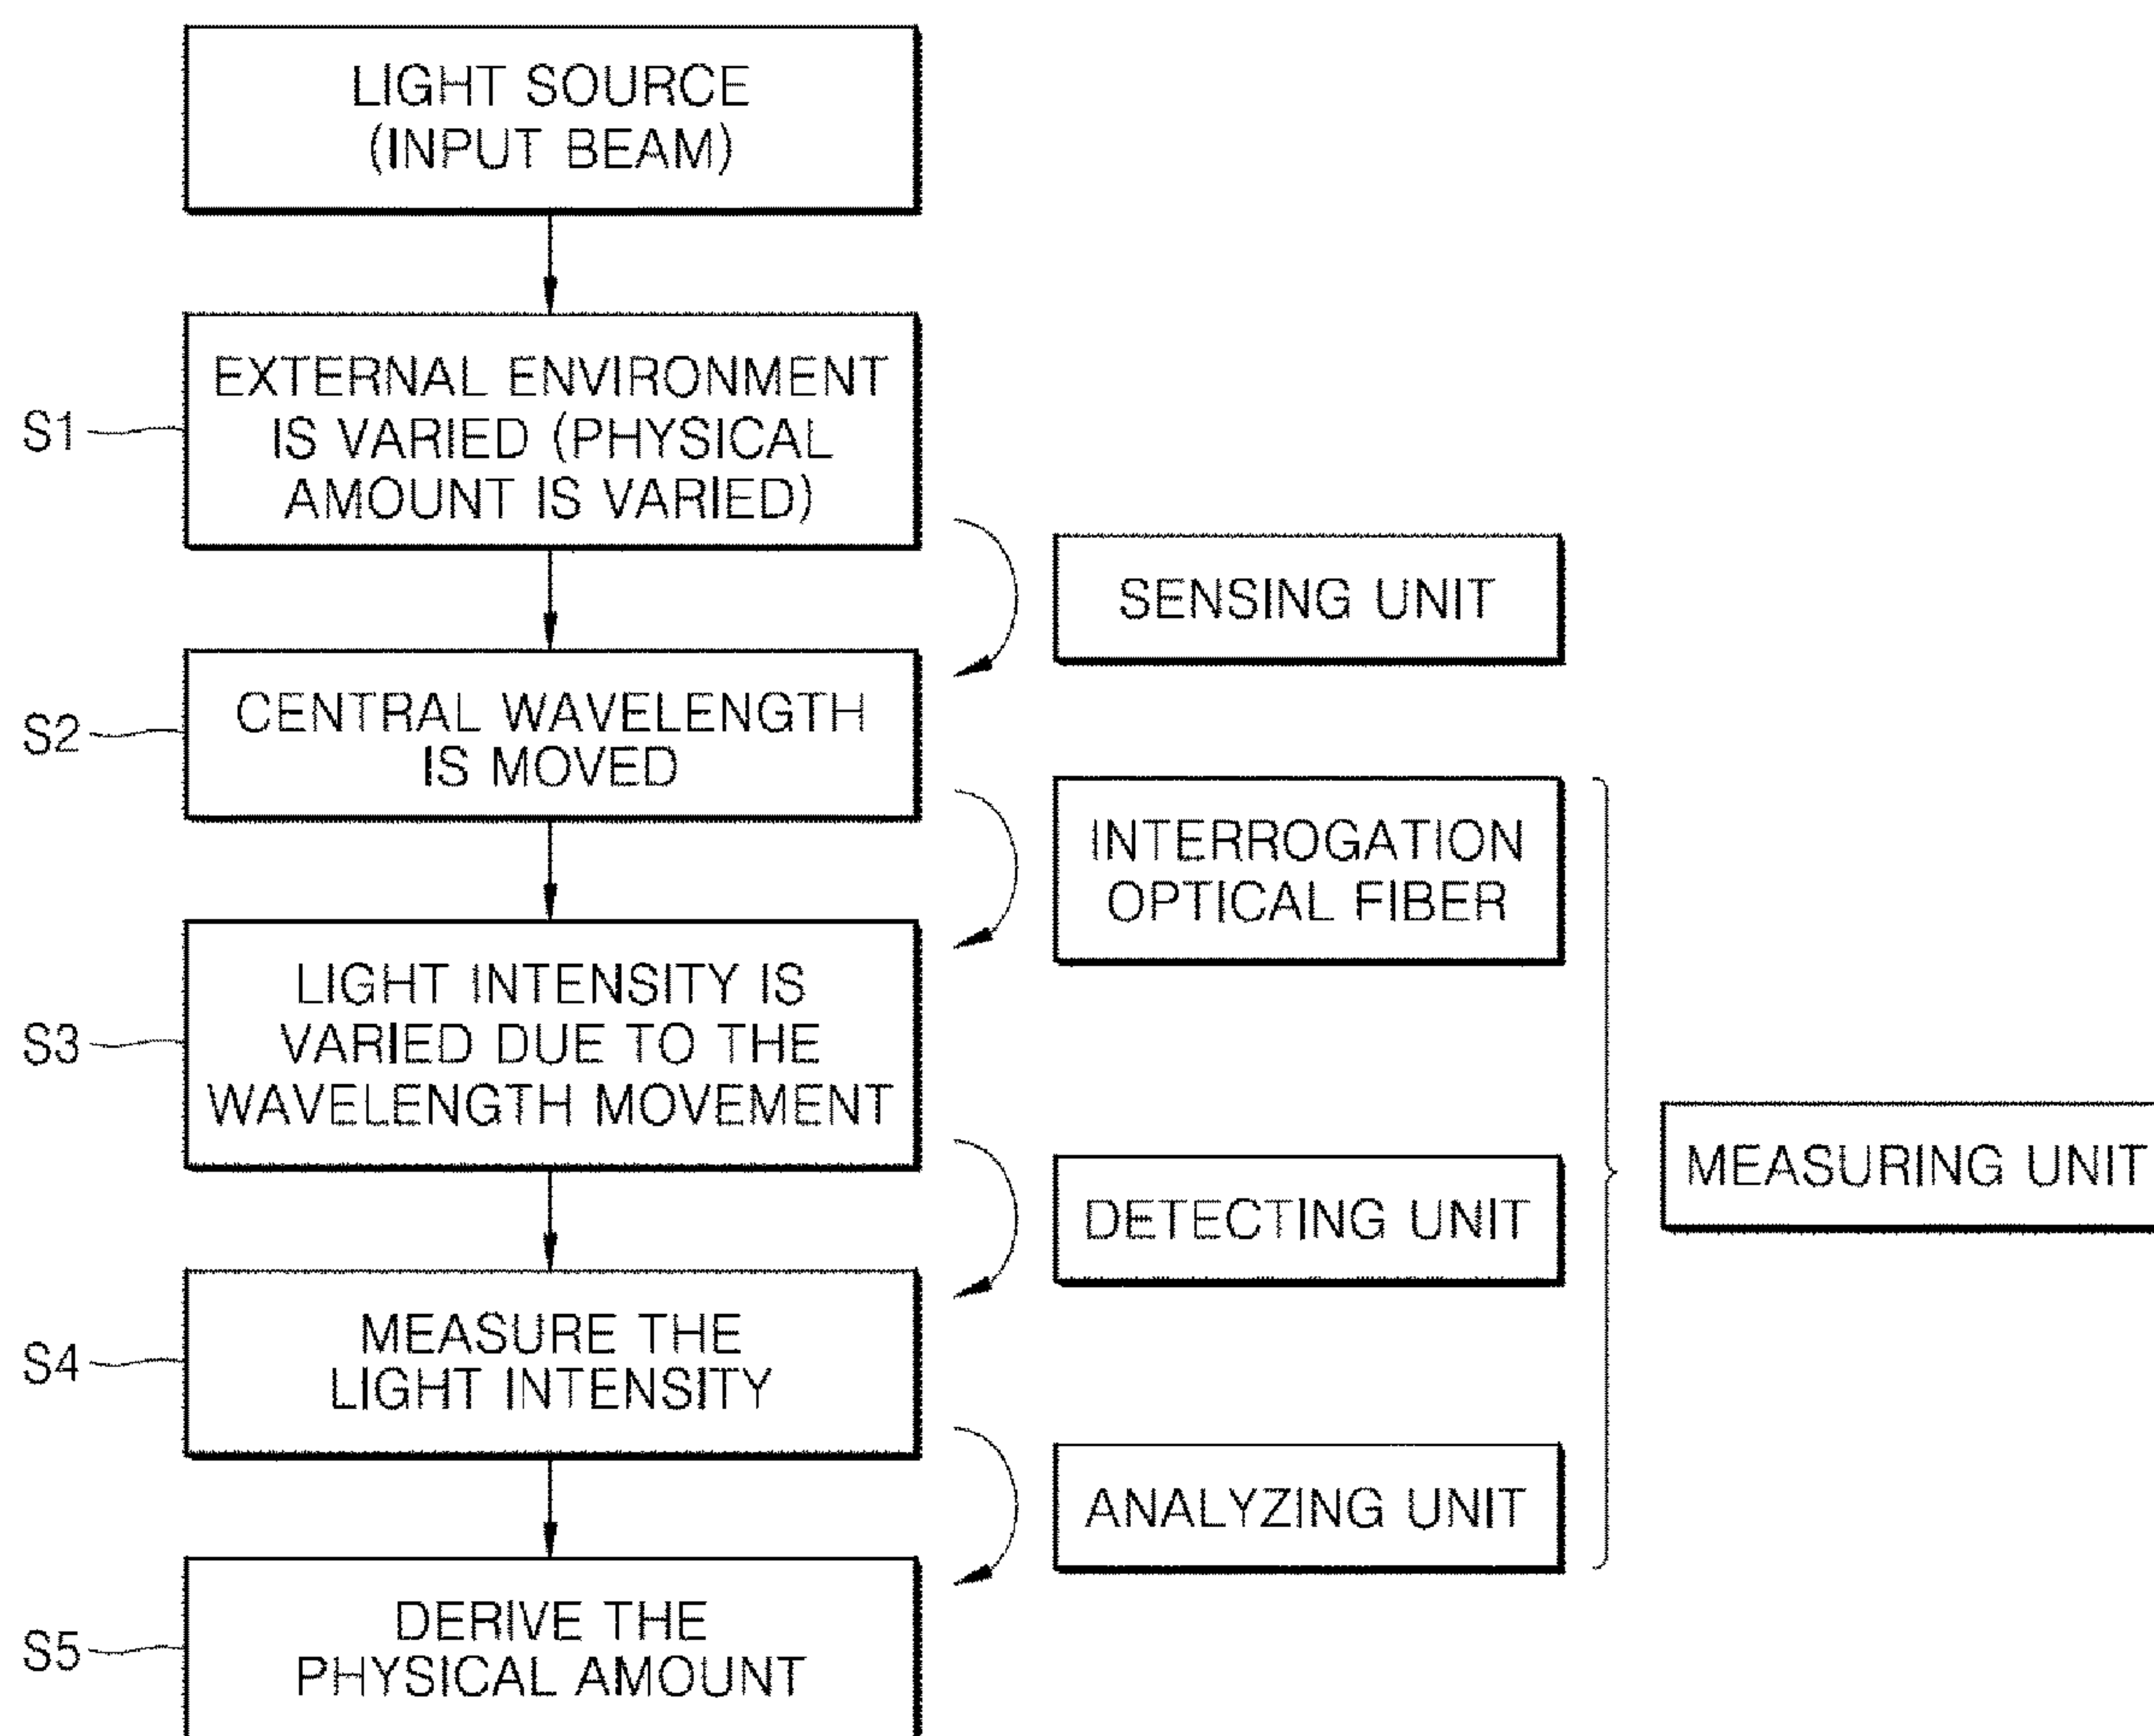 LIGHT SOURCE
(INPUT BEAM)
S1
EXTERNAL ENVIRONMENT
IS VARIED (PHYSICAL
AMOUNT IS VARIED)
SENSING UNIT
S2
CENTRAL WAVELENGTH
IS MOVED
INTERROGATION
OPTICAL FIBER
S3
LIGHT INTENSITY IS
VARIED DUE TO THE
WAVELENGTH MOVEMENT
MEASURING UNIT
DETECTING UNIT
S4
MEASURE THE
LIGHT INTENSITY
ANALYZING UNIT
S5
DERIVE THE
PHYSICAL AMOUNT